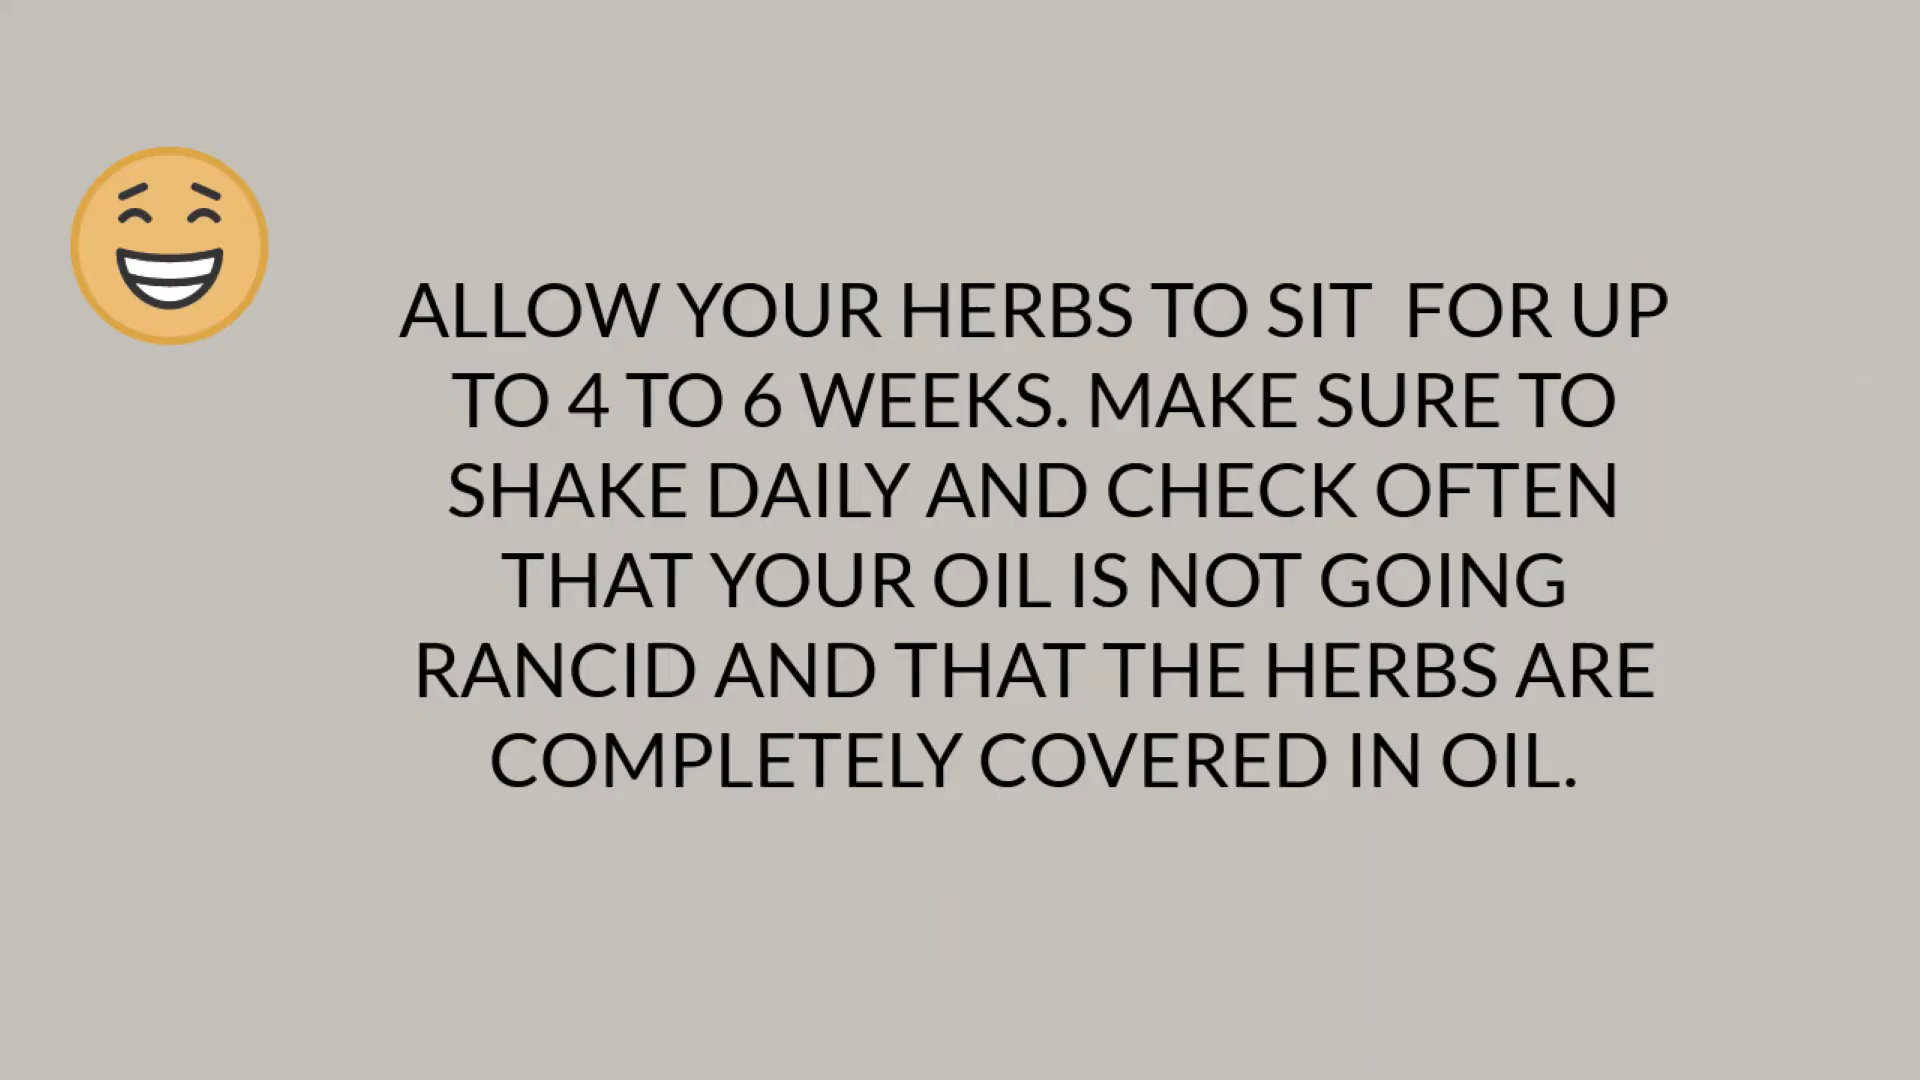 ALLOW YOUR HERBS TO SIT  FOR UP
TO 4 TO 6 WEEKS. MAKE SURE TO
SHAKE DAILY AND CHECK OFTEN
THAT YOUR OIL IS NOT GOING
RANCID AND THAT THE HERBS ARE
COMPLETELY COVERED IN OIL.